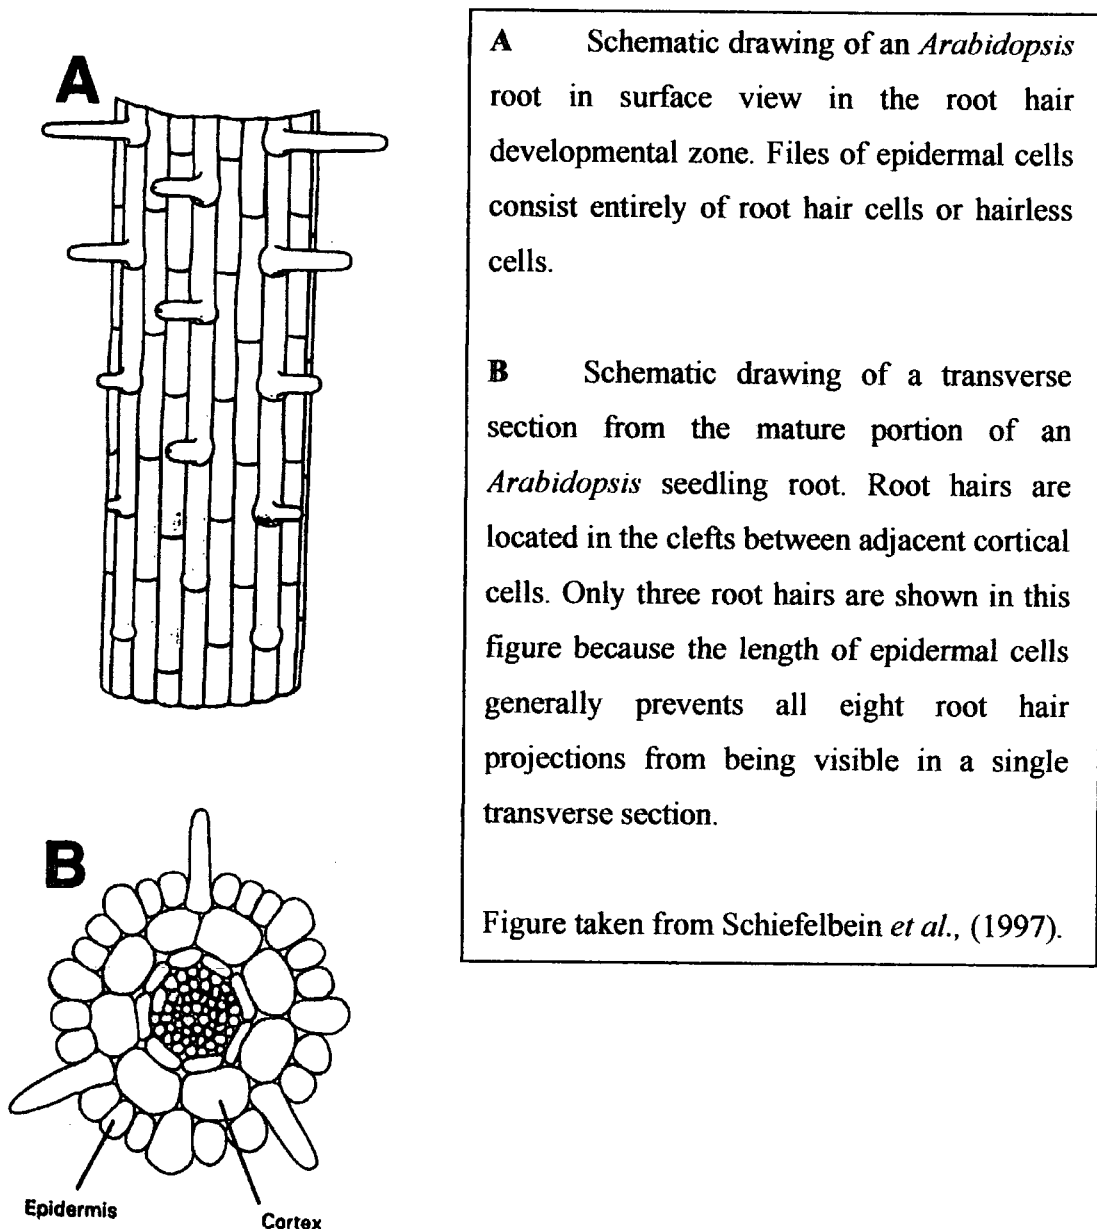 A
A Schematic drawing of an Arabidopsis
root in surface view in the root hair
developmental zone. Files of epidermal cells
consist entirely of root hair cells or hairless
cells.
B Schematic drawing of a transverse
section from the mature portion of an
Arabidopsis seedling root. Root hairs are
located in the clefts between adjacent cortical
cells. Only three root hairs are shown in this
figure because the length of epidermal cells
generally prevents all eight root hair
projections from being visible in a single
transverse section.
Figure taken from Schiefelbein et al., (1997).
B
Epidermis
Cortex